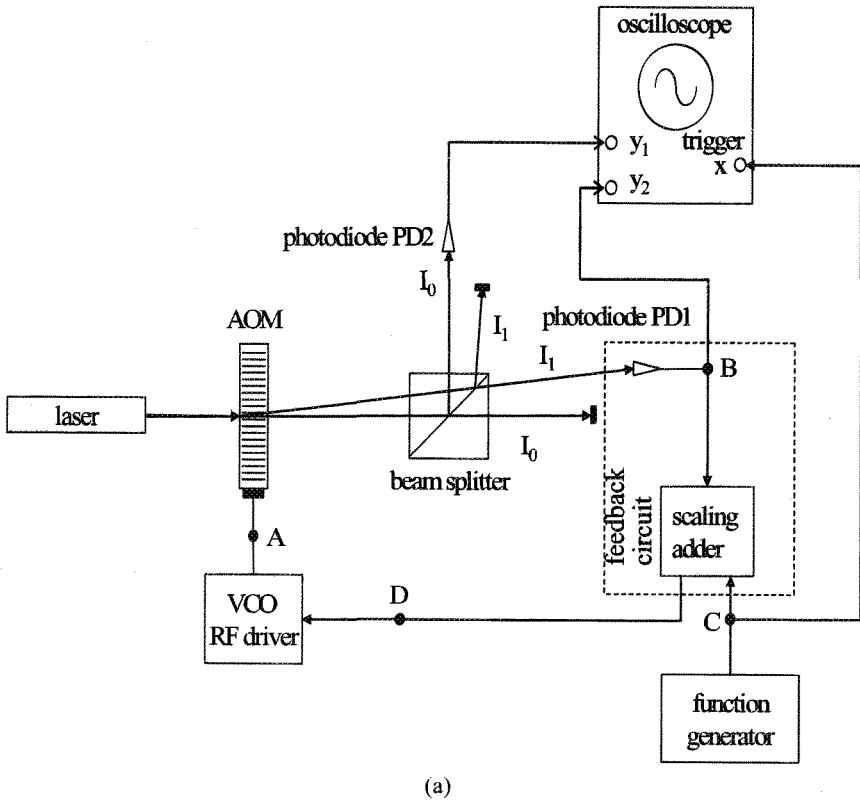 oscilloscope
y1
trigger
x
y2
photodiode PD2
I0
I1
AOM
photodiode PD1
I1
B
laser
I0
beam splitter
feedback
circuit
scaling
adder
A
VCO
RF driver
D
C
function
generator
(a)